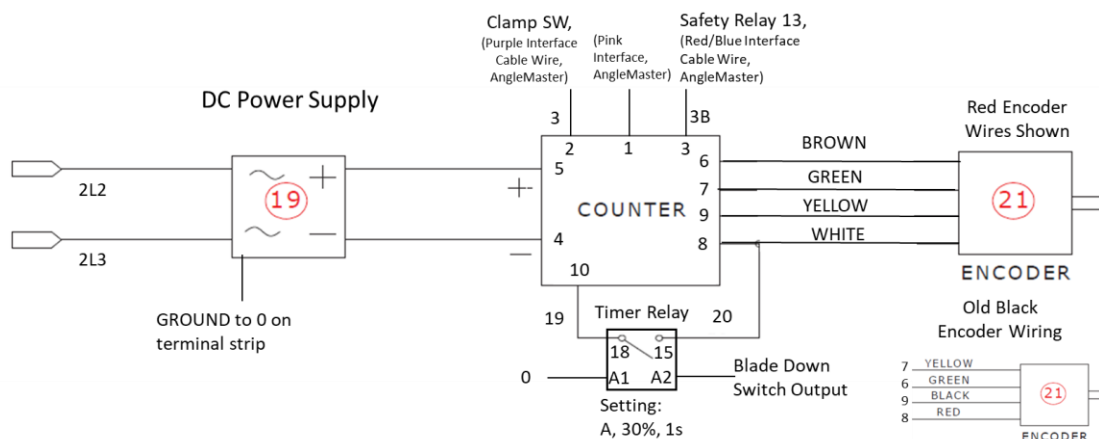 Clamp SW,
(Purple Interface
Cable Wire,
AngleMaster)
(Pink
Interface,
AngleMaster)
Safety Relay 13,
(Red/Blue Interface
Cable Wire,
AngleMaster)
DC Power Supply
Red Encoder
Wires Shown
3
3B
2
1
3
2L2
2L3
+
19
−
GROUND to 0 on
terminal strip
5
+
4
−
COUNTER
10
6
7
9
8
BROWN
GREEN
YELLOW
WHITE
21
ENCODER
19
Timer Relay
20
18
15
0
A1
A2
Blade Down
Switch Output
Setting:
A, 30%, 1s
Old Black
Encoder Wiring
7 YELLOW
6 GREEN
9 BLACK
8 RED
21
ENCODER